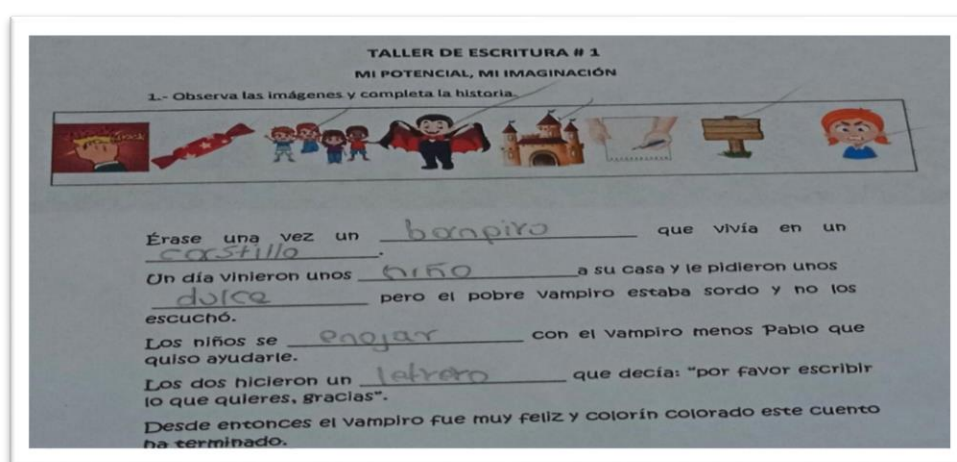 TALLER DE ESCRITURA # 1
MI POTENCIAL, MI IMAGINACIÓN
1.- Observa las imágenes y completa la historia.
Érase una vez un bampiro que vivía en un
castillo.
Un día vinieron unos niño a su casa y le pidieron unos
dulce pero el pobre vampiro estaba sordo y no los
escuchó.
Los niños se enojar con el vampiro menos Pablo que
quiso ayudarle.
Los dos hicieron un letrero que decía: "por favor escribir
lo que quieres, gracias".
Desde entonces el vampiro fue muy feliz y colorín colorado este cuento
ha terminado.